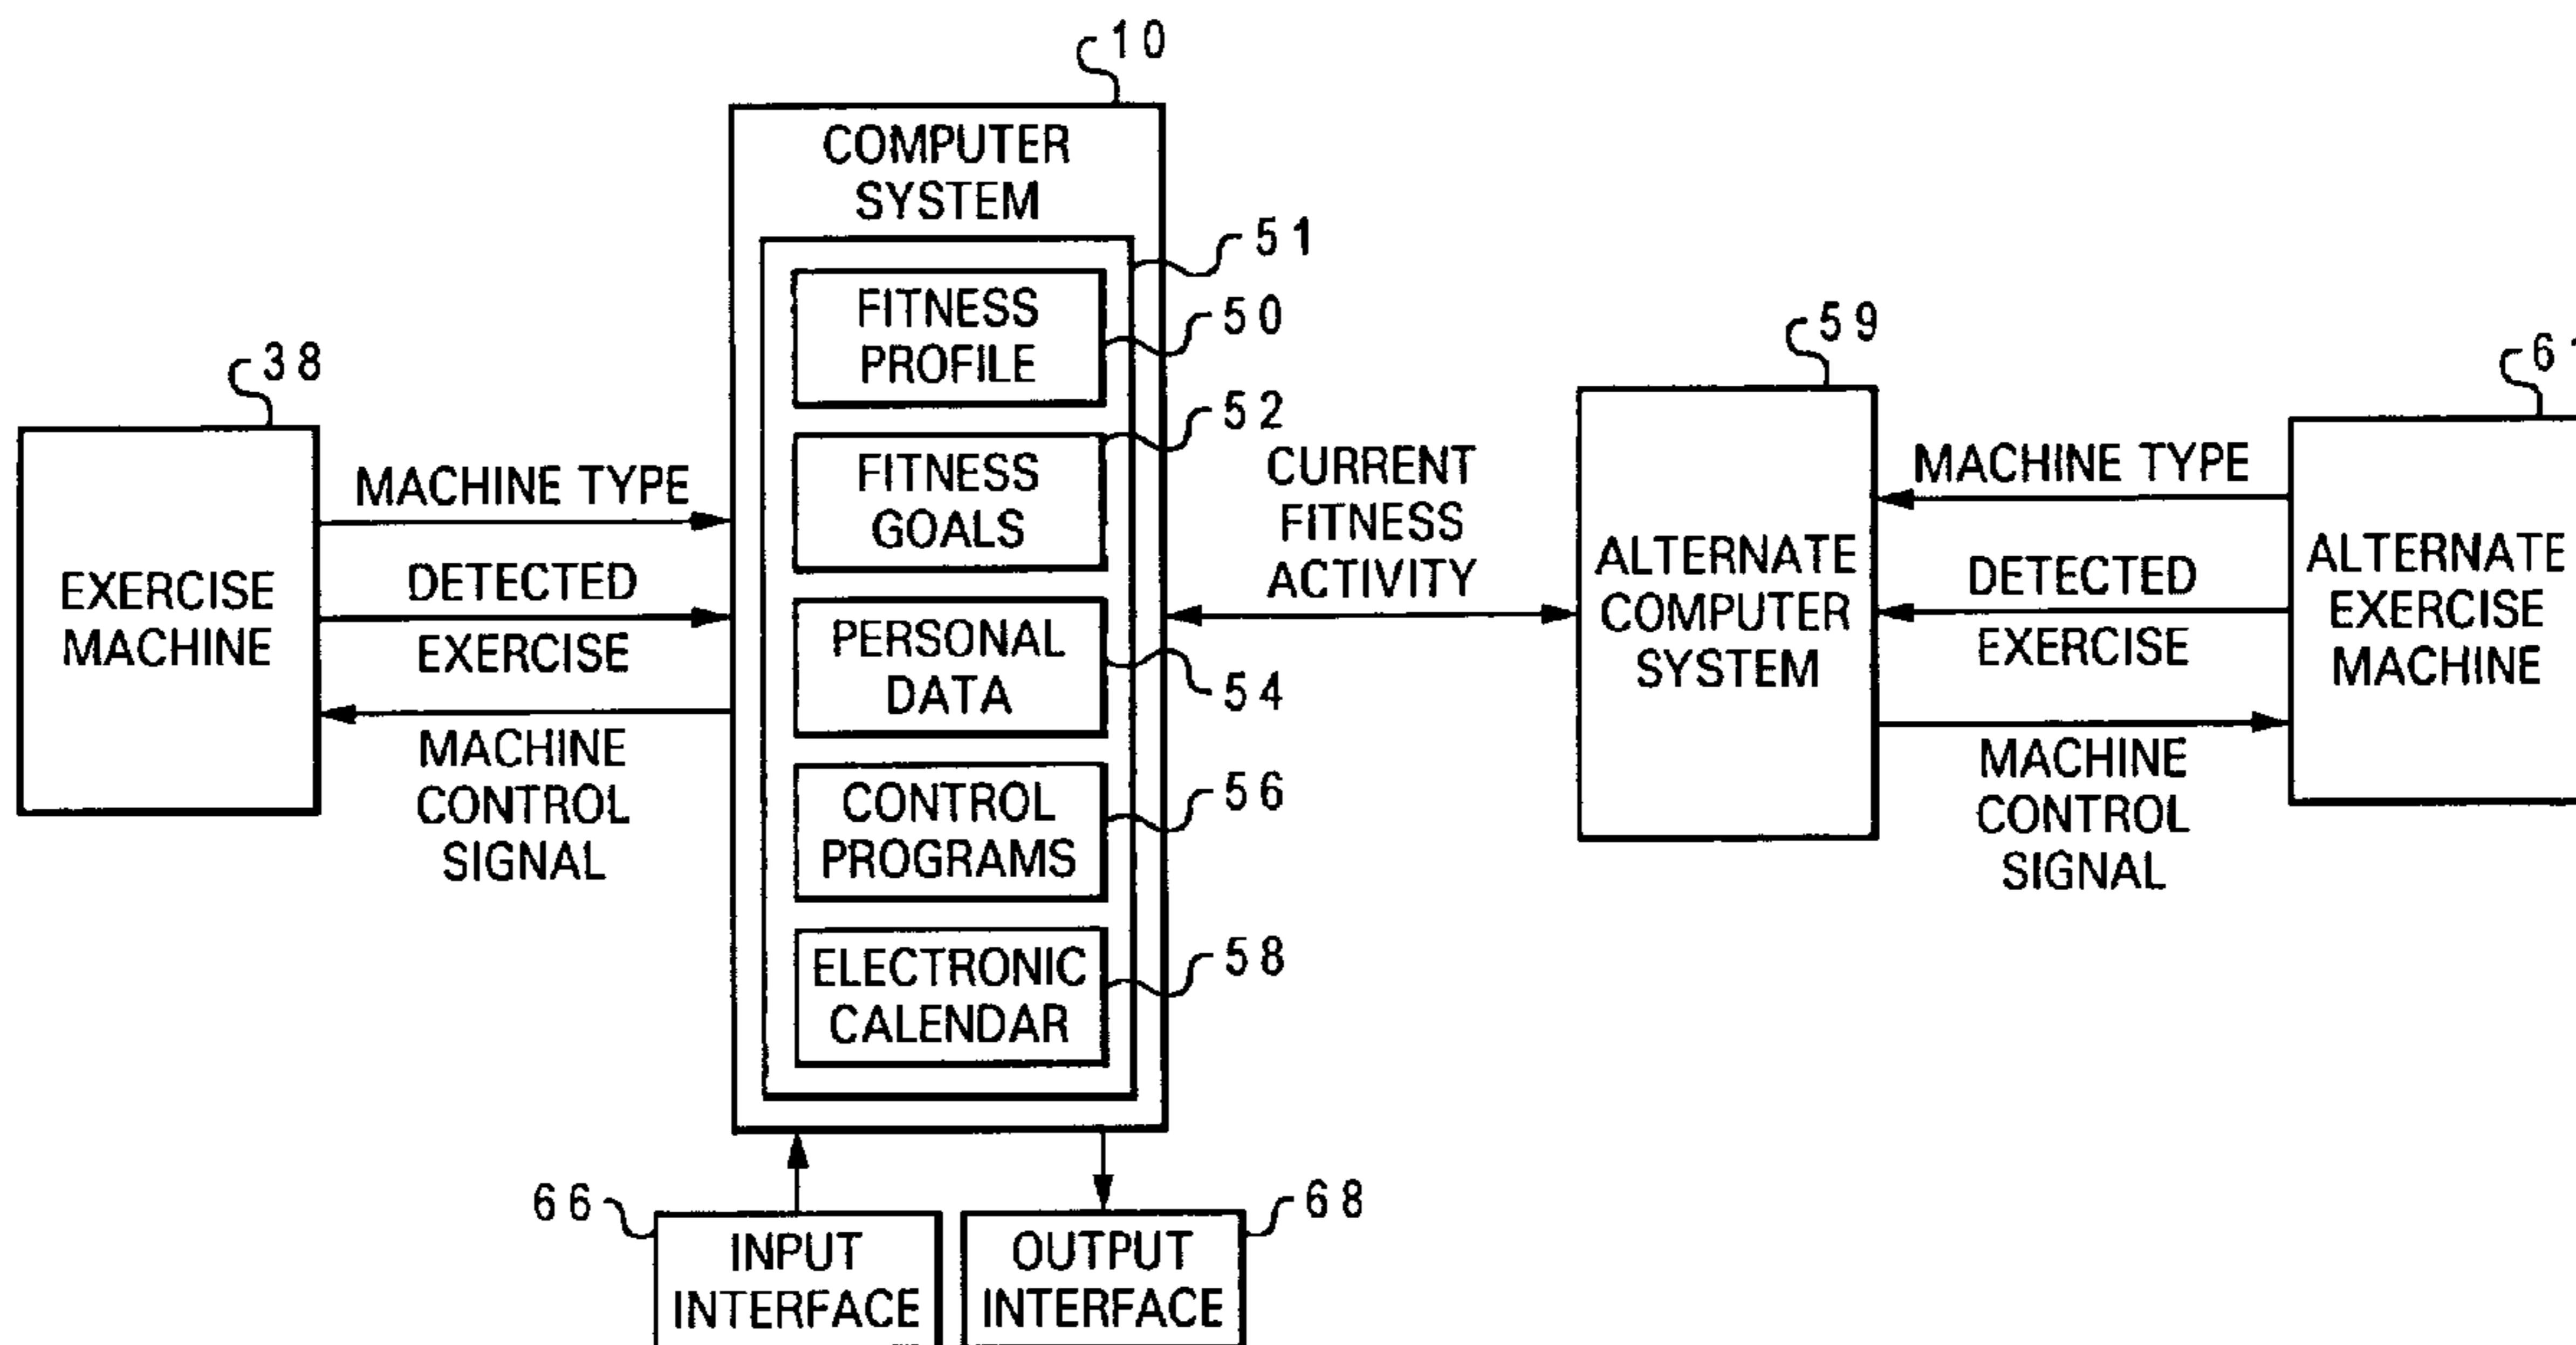 10
COMPUTER
SYSTEM
51
FITNESS
PROFILE
50
FITNESS
GOALS
52
PERSONAL
DATA
54
CONTROL
PROGRAMS
56
ELECTRONIC
CALENDAR
58
38
EXERCISE
MACHINE
MACHINE TYPE
DETECTED
EXERCISE
MACHINE
CONTROL
SIGNAL
CURRENT
FITNESS
ACTIVITY
59
ALTERNATE
COMPUTER
SYSTEM
MACHINE TYPE
DETECTED
EXERCISE
MACHINE
CONTROL
SIGNAL
ALTERNATE
EXERCISE
MACHINE
66
INPUT
INTERFACE
68
OUTPUT
INTERFACE